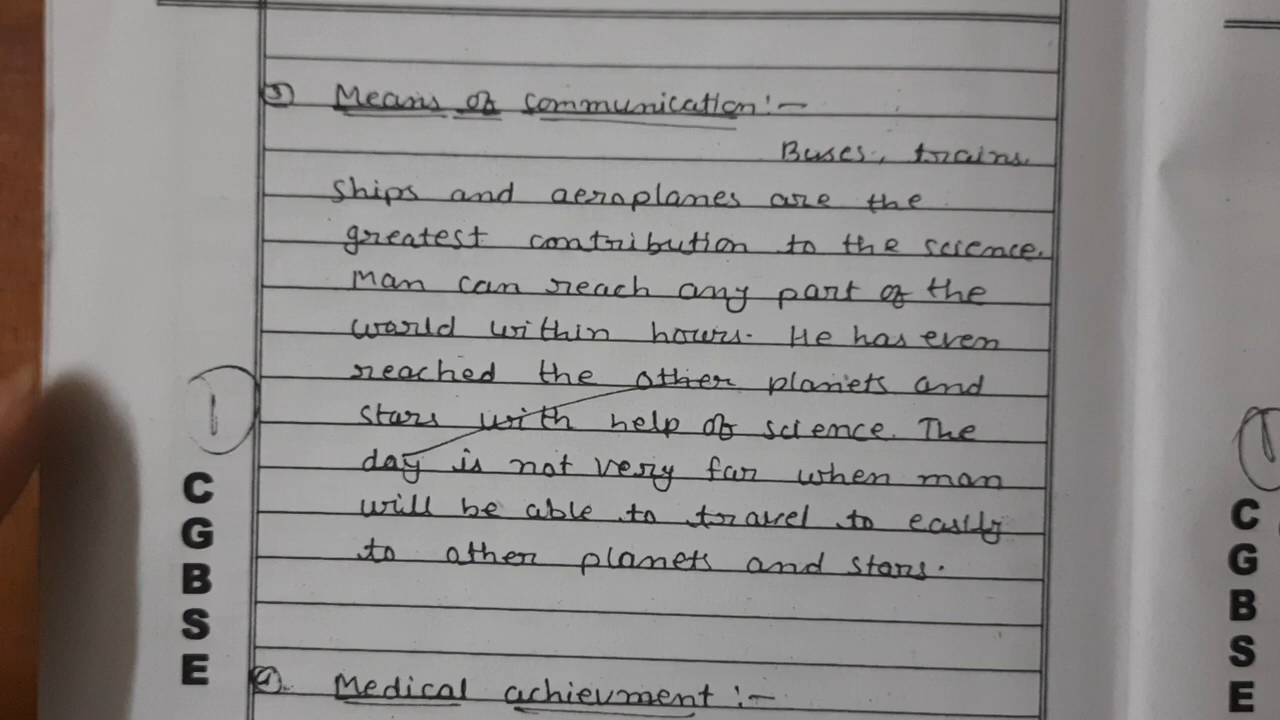 3) Means of communication:-
Buses, trains
ships and aeroplanes are the
greatest contribution to the science.
Man can reach any part of the
world within hours. He has even
reached the other planets and
stars with help of science. The
day is not very far when man
will be able to travel to easily
to other planets and stars.
1
C
G
B
S
E
4). Medical achievment :-
C
G
B
S
E